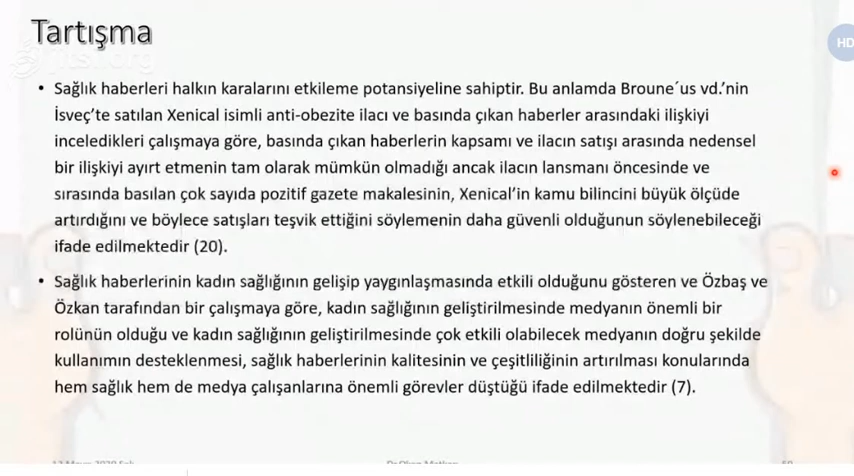 Tartışma
HD
• Sağlık haberleri halkın karalarını etkileme potansiyeline sahiptir. Bu anlamda Broune´us vd.’nin
İsveç’te satılan Xenical isimli anti-obezite ilacı ve basında çıkan haberler arasındaki ilişkiyi
inceledikleri çalışmaya göre, basında çıkan haberlerin kapsamı ve ilacın satışı arasında nedensel
bir ilişkiyi ayırt etmenin tam olarak mümkün olmadığı ancak ilacın lansmanı öncesinde ve
sırasında basılan çok sayıda pozitif gazete makalesinin, Xenical’in kamu bilincini büyük ölçüde
artırdığını ve böylece satışları teşvik ettiğini söylemenin daha güvenli olduğunun söylenebileceği
ifade edilmektedir (20).
• Sağlık haberlerinin kadın sağlığının gelişip yaygınlaşmasında etkili olduğunu gösteren ve Özbaş ve
Özkan tarafından bir çalışmaya göre, kadın sağlığının geliştirilmesinde medyanın önemli bir
rolünün olduğu ve kadın sağlığının geliştirilmesinde çok etkili olabilecek medyanın doğru şekilde
kullanımın desteklenmesi, sağlık haberlerinin kalitesinin ve çeşitliliğinin artırılması konularında
hem sağlık hem de medya çalışanlarına önemli görevler düştüğü ifade edilmektedir (7).